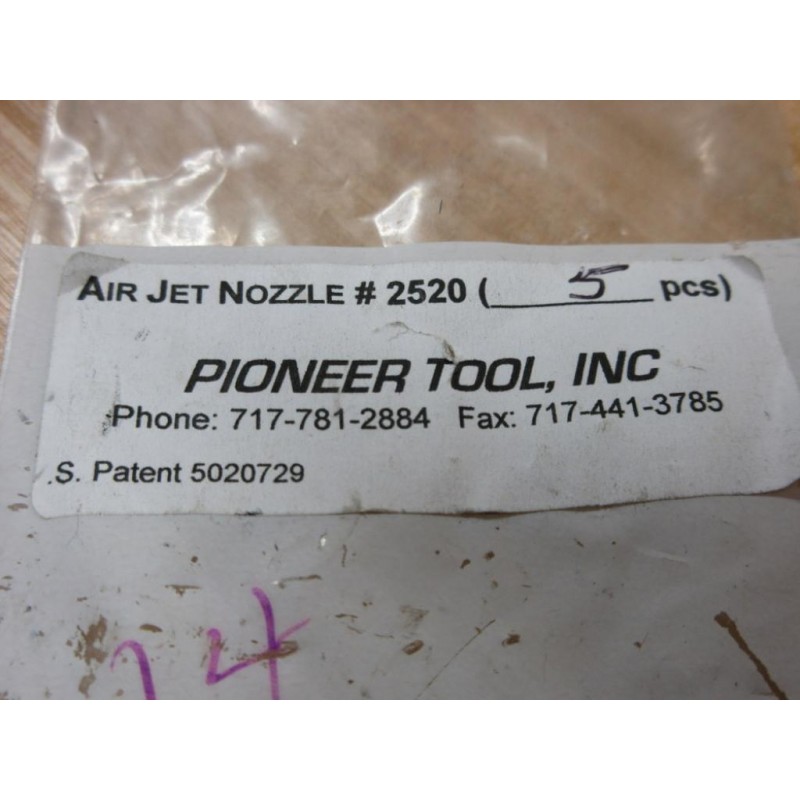 AIR JET NOZZLE # 2520 ( 5 pcs)
PIONEER TOOL, INC
Phone: 717-781-2884 Fax: 717-441-3785
.S. Patent 5020729
14